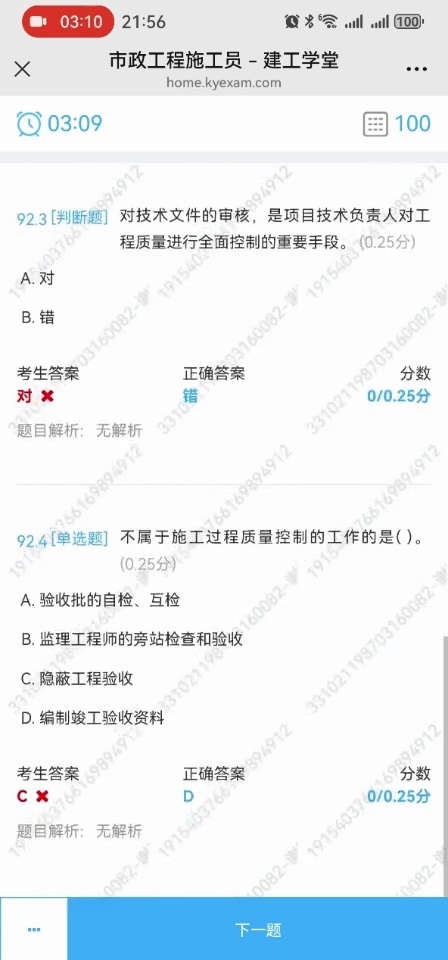 03:10 21:56 6 100
市政工程施工员 - 建工学堂
home.kyexam.com
03:09 100
92.3 [判断题] 对技术文件的审核，是项目技术负责人对工
程质量进行全面控制的重要手段。(0.25分)
A. 对
B. 错
考生答案 正确答案 分数
对 ✖ 错 0/0.25分
题目解析: 无解析
92.4 [单选题] 不属于施工过程质量控制的工作的是( )。
(0.25分)
A. 验收批的自检、互检
B. 监理工程师的旁站检查和验收
C. 隐蔽工程验收
D. 编制竣工验收资料
考生答案 正确答案 分数
C ✖ D 0/0.25分
题目解析: 无解析
下一题